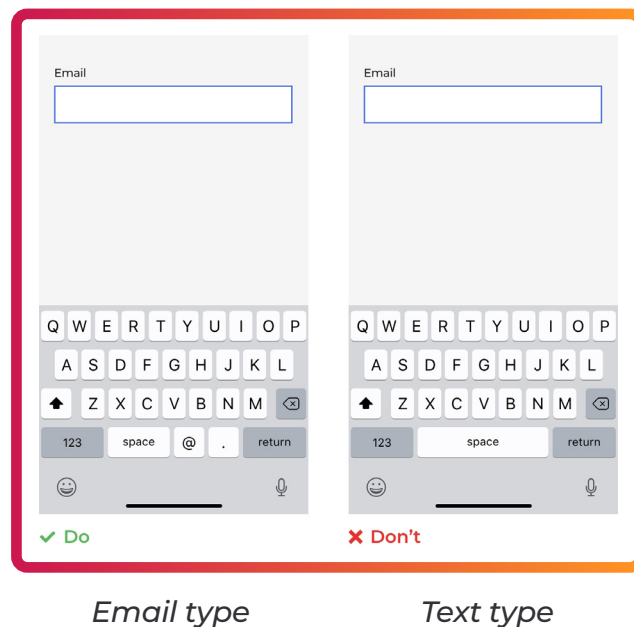 Email
Q W E R T Y U I O P
A S D F G H J K L
Z X C V B N M
123 space @ . return
Do
Email type
Email
Q W E R T Y U I O P
A S D F G H J K L
Z X C V B N M
123 space return
Don't
Text type